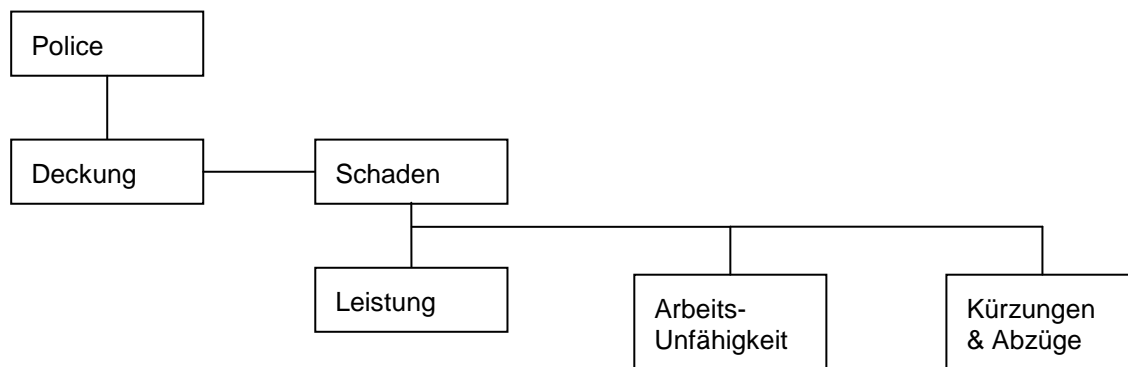 Police
Deckung
Schaden
Leistung
Arbeits-
Unfähigkeit
Kürzungen
& Abzüge